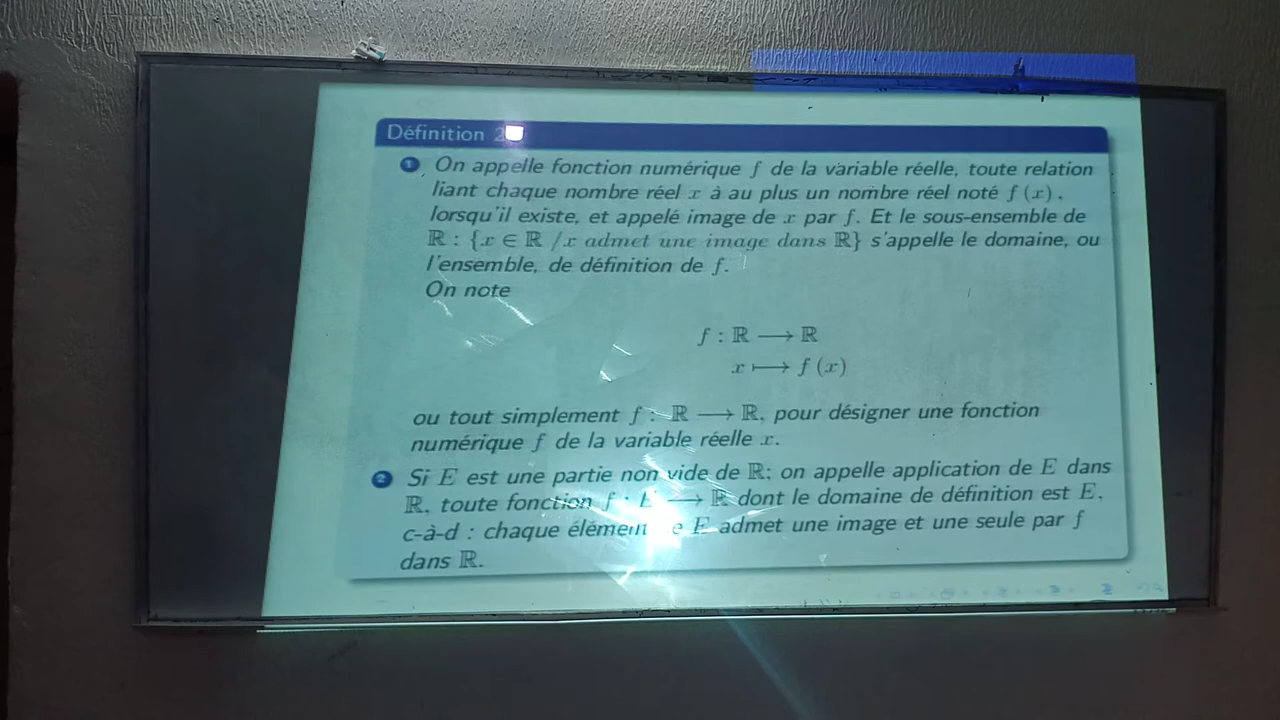 Définition 2
1 On appelle fonction numérique f de la variable réelle, toute relation
liant chaque nombre réel x à au plus un nombre réel noté f (x),
lorsqu'il existe, et appelé image de x par f. Et le sous-ensemble de
ℝ : {x ∈ ℝ /x admet une image dans ℝ} s'appelle le domaine, ou
l'ensemble, de définition de f.
On note
f : ℝ ⟶ ℝ
x ⟼ f (x)
ou tout simplement f : ℝ ⟶ ℝ, pour désigner une fonction
numérique f de la variable réelle x.
2 Si E est une partie non vide de ℝ; on appelle application de E dans
ℝ, toute fonction f : E ⟶ ℝ dont le domaine de définition est E.
c-à-d : chaque élément E admet une image et une seule par f
dans ℝ.